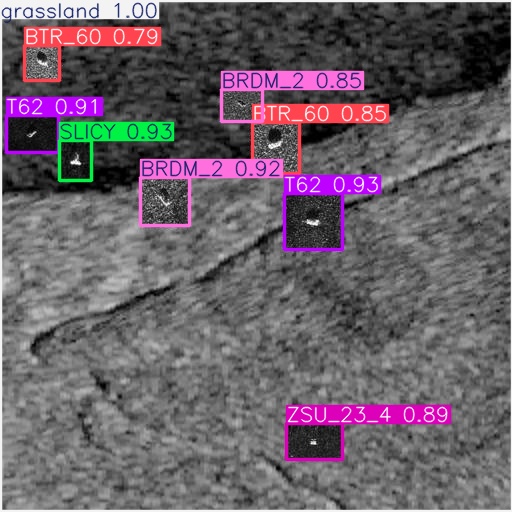 grassland 1.00
BTR_60 0.79
BRDM_2 0.85
T62 0.91
BTR_60 0.85
SLICY 0.93
BRDM_2 0.92
T62 0.93
ZSU_23_4 0.89